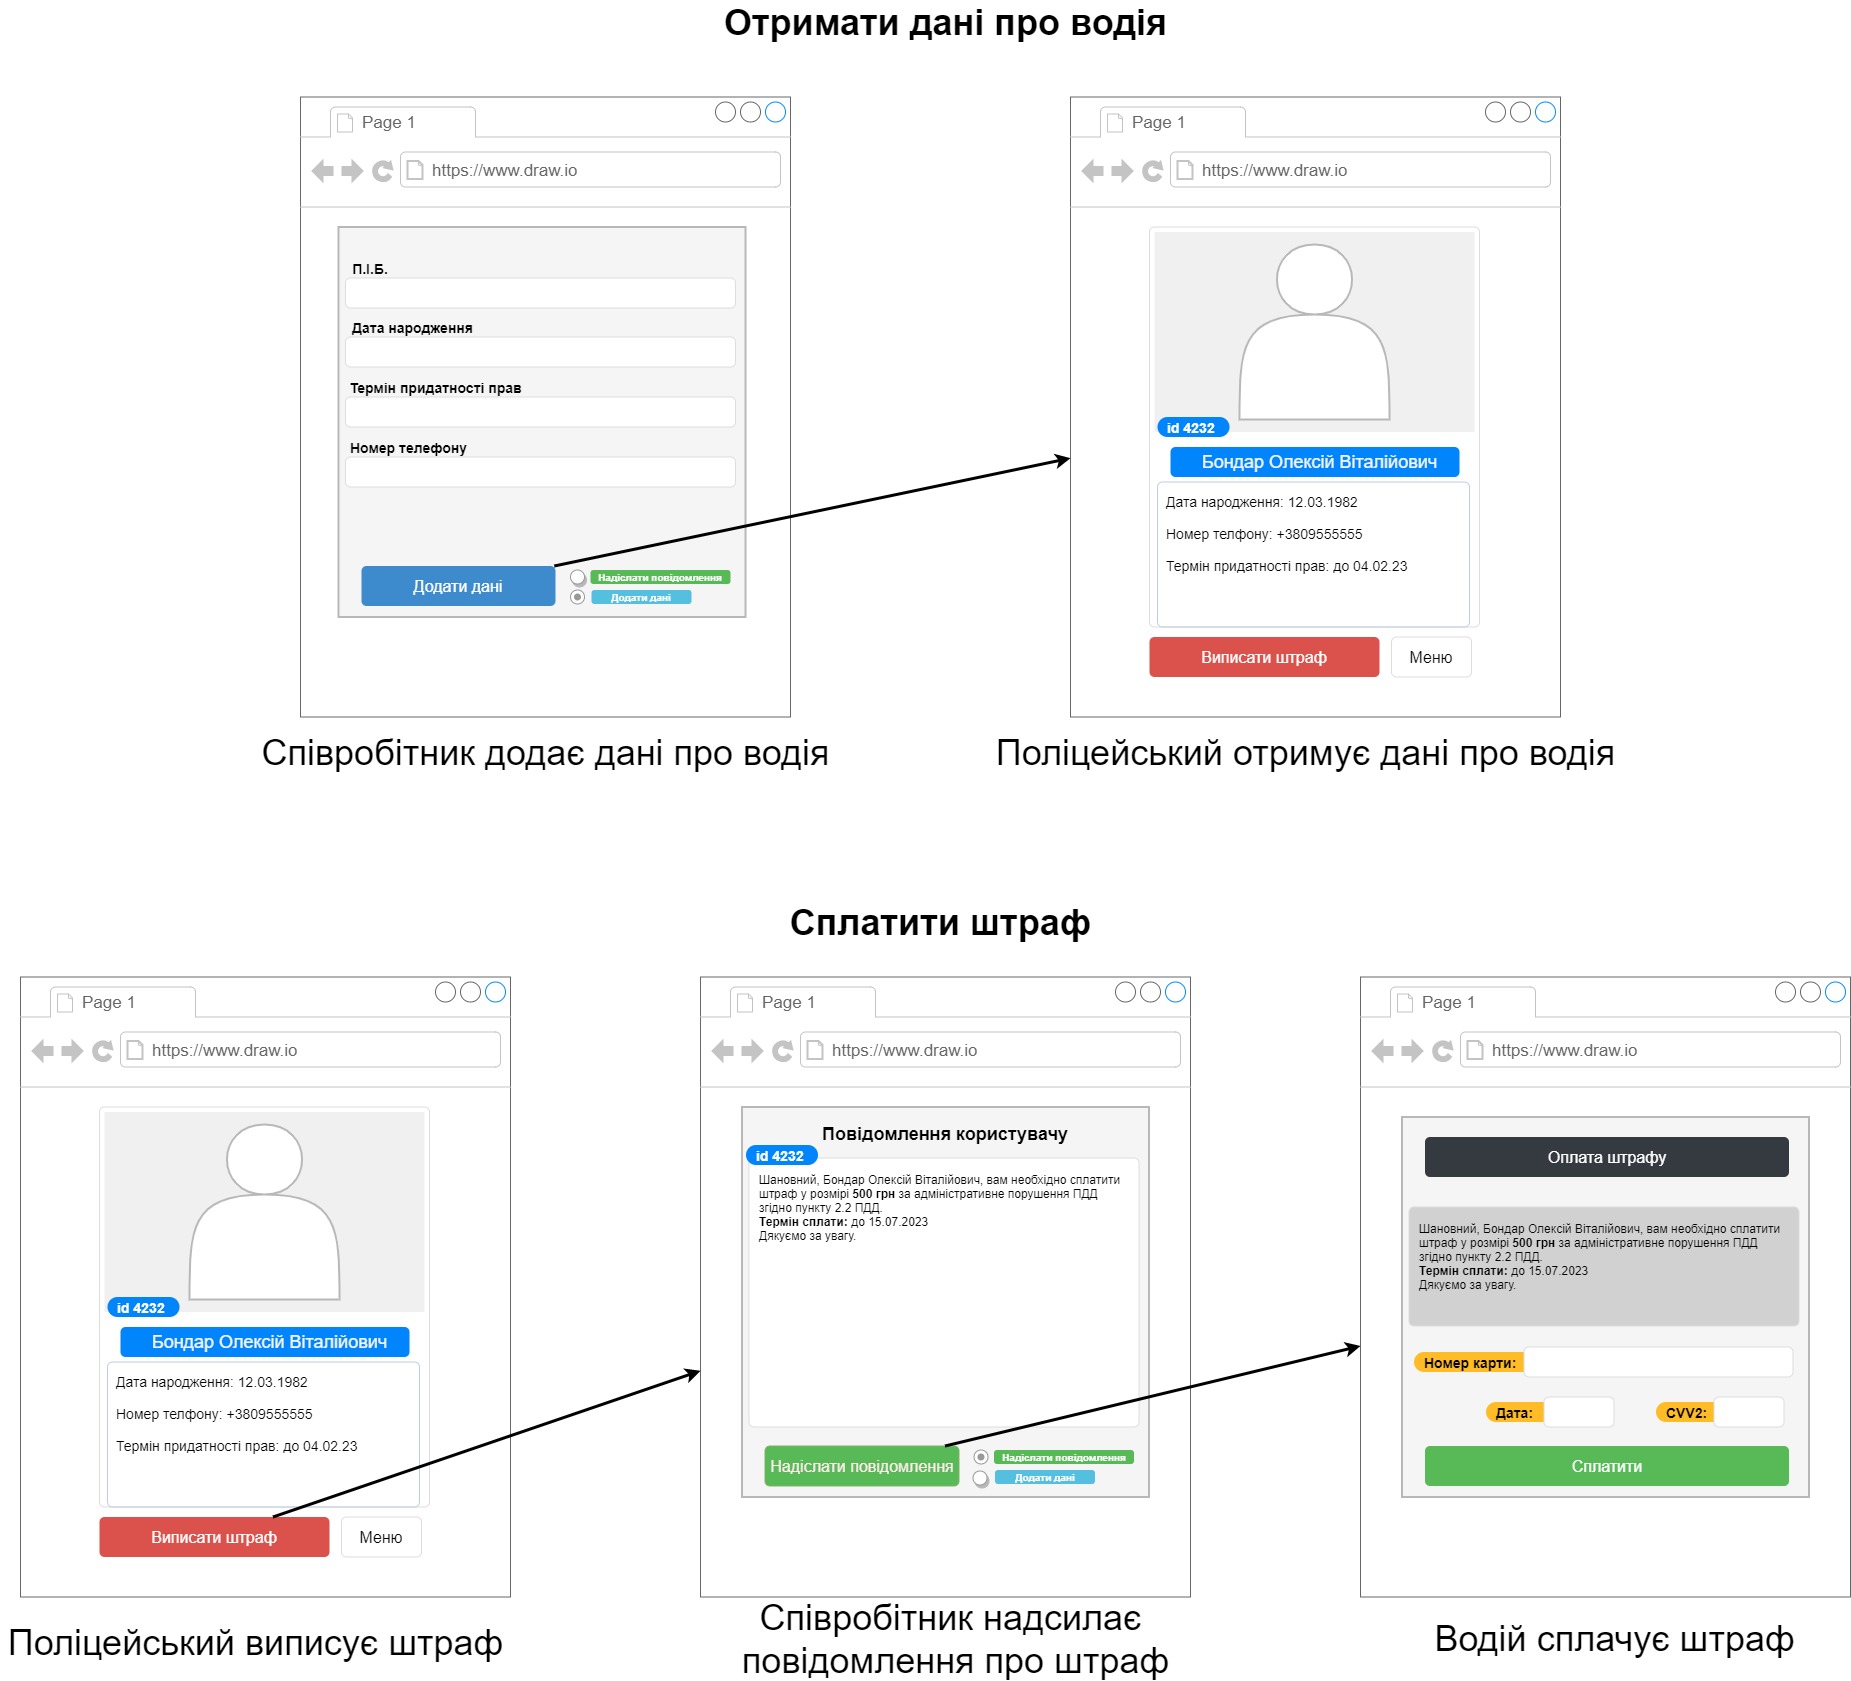 Отримати дані про водія
Page 1
https://www.draw.io
П.І.Б.
Дата народження
Термін придатності прав
Номер телефону
Додати дані
Надіслати повідомлення
Додати дані
Співробітник додає дані про водія
Page 1
https://www.draw.io
id 4232
Бондар Олексій Віталійович
Дата народження: 12.03.1982
Номер телфону: +3809555555
Термін придатності прав: до 04.02.23
Виписати штраф
Меню
Поліцейський отримує дані про водія
Сплатити штраф
Page 1
https://www.draw.io
id 4232
Бондар Олексій Віталійович
Дата народження: 12.03.1982
Номер телфону: +3809555555
Термін придатності прав: до 04.02.23
Виписати штраф
Меню
Поліцейський виписує штраф
Page 1
https://www.draw.io
Повідомлення користувачу
id 4232
Шановний, Бондар Олексій Віталійович, вам необхідно сплатити
штраф у розмірі 500 грн за адміністративне порушення ПДД
згідно пункту 2.2 ПДД.
Термін сплати: до 15.07.2023
Дякуємо за увагу.
Надіслати повідомлення
Надіслати повідомлення
Додати дані
Співробітник надсилає
повідомлення про штраф
Page 1
https://www.draw.io
Оплата штрафу
Шановний, Бондар Олексій Віталійович, вам необхідно сплатити
штраф у розмірі 500 грн за адміністративне порушення ПДД
згідно пункту 2.2 ПДД.
Термін сплати: до 15.07.2023
Дякуємо за увагу.
Номер карти:
Дата:
CVV2:
Сплатити
Водій сплачує штраф